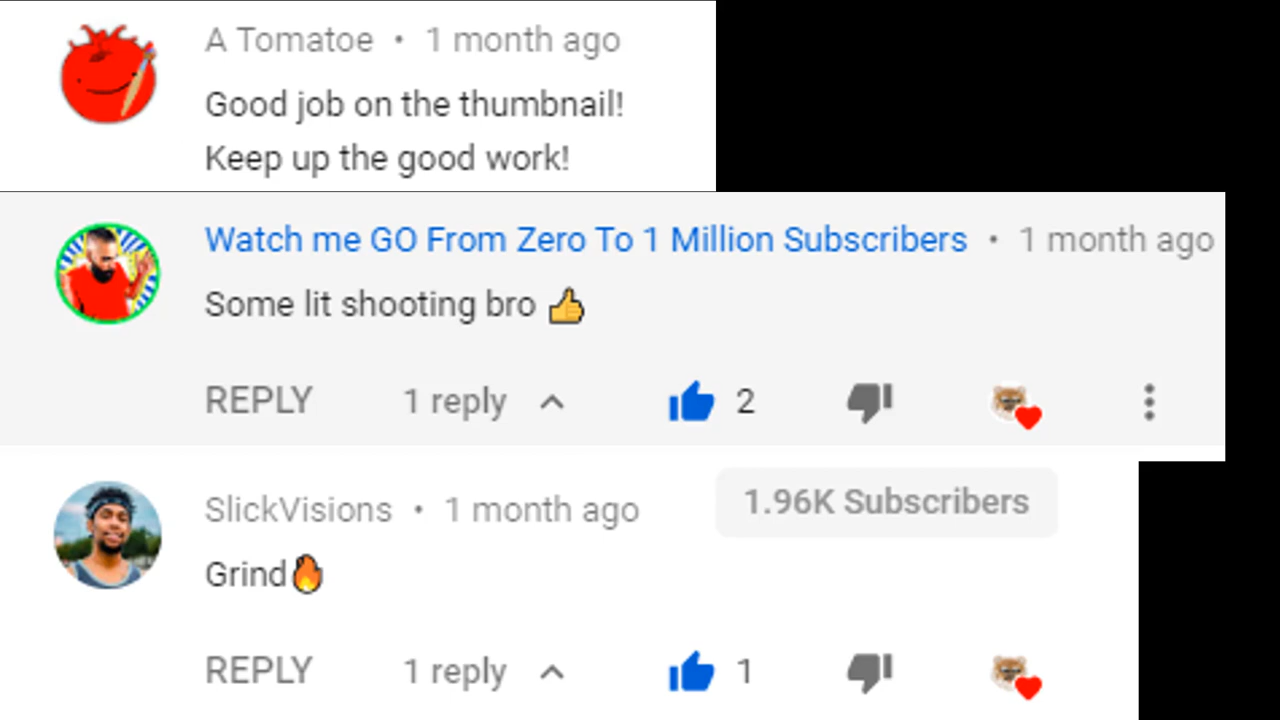 A Tomatoe • 1 month ago
Good job on the thumbnail!
Keep up the good work!
Watch me GO From Zero To 1 Million Subscribers • 1 month ago
Some lit shooting bro 👍
REPLY 1 reply 2
SlickVisions • 1 month ago 1.96K Subscribers
Grind🔥
REPLY 1 reply 1